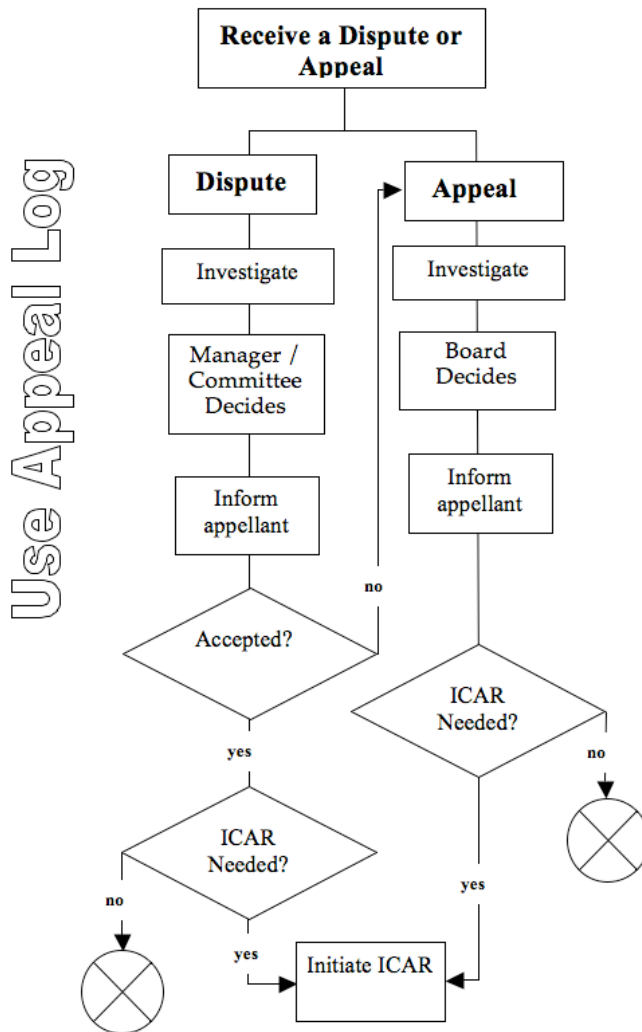 Receive a Dispute or
Appeal
Use Appeal Log
Dispute
Appeal
Investigate
Investigate
Manager /
Committee
Decides
Board
Decides
Inform
appellant
Inform
appellant
no
Accepted?
ICAR
Needed?
yes
no
ICAR
Needed?
no
yes
yes
Initiate ICAR